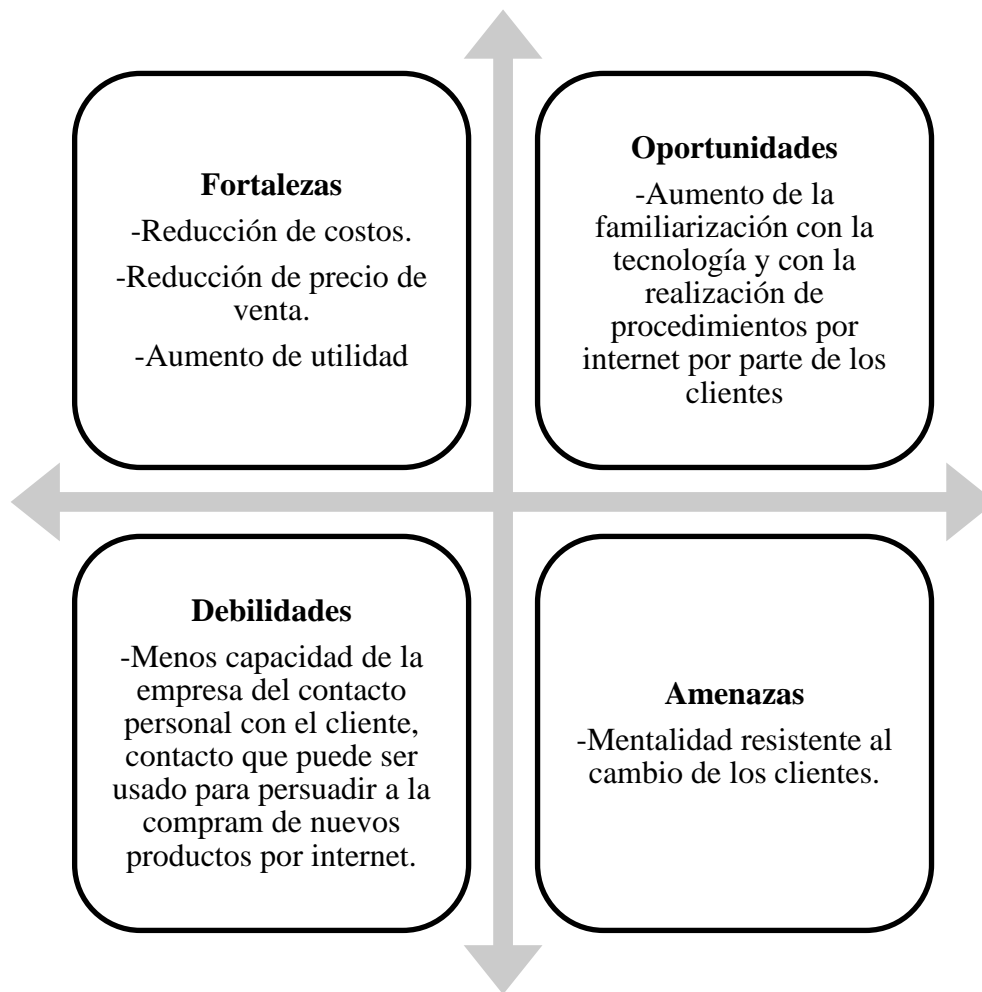 Fortalezas
-Reducción de costos.
-Reducción de precio de
venta.
-Aumento de utilidad
Oportunidades
-Aumento de la
familiarización con la
tecnología y con la
realización de
procedimientos por
internet por parte de los
clientes
Debilidades
-Menos capacidad de la
empresa del contacto
personal con el cliente,
contacto que puede ser
usado para persuadir a la
compram de nuevos
productos por internet.
Amenazas
-Mentalidad resistente al
cambio de los clientes.